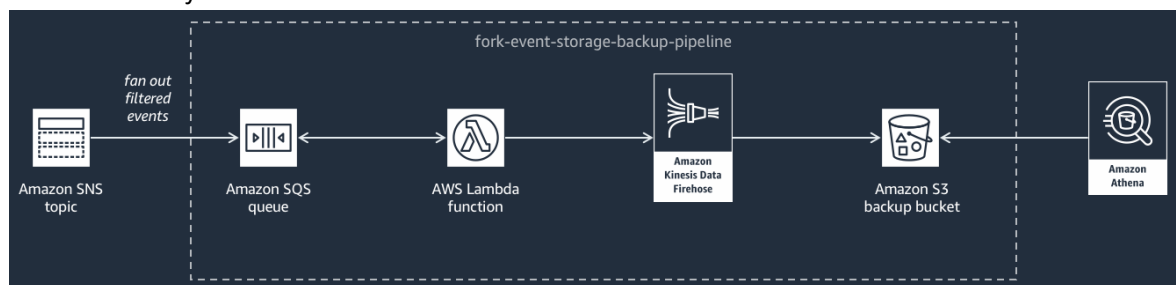 fork-event-storage-backup-pipeline
fan out
filtered
events
Amazon SNS
topic
Amazon SQS
queue
AWS Lambda
function
Amazon
Kinesis Data
Firehose
Amazon S3
backup bucket
Amazon
Athena